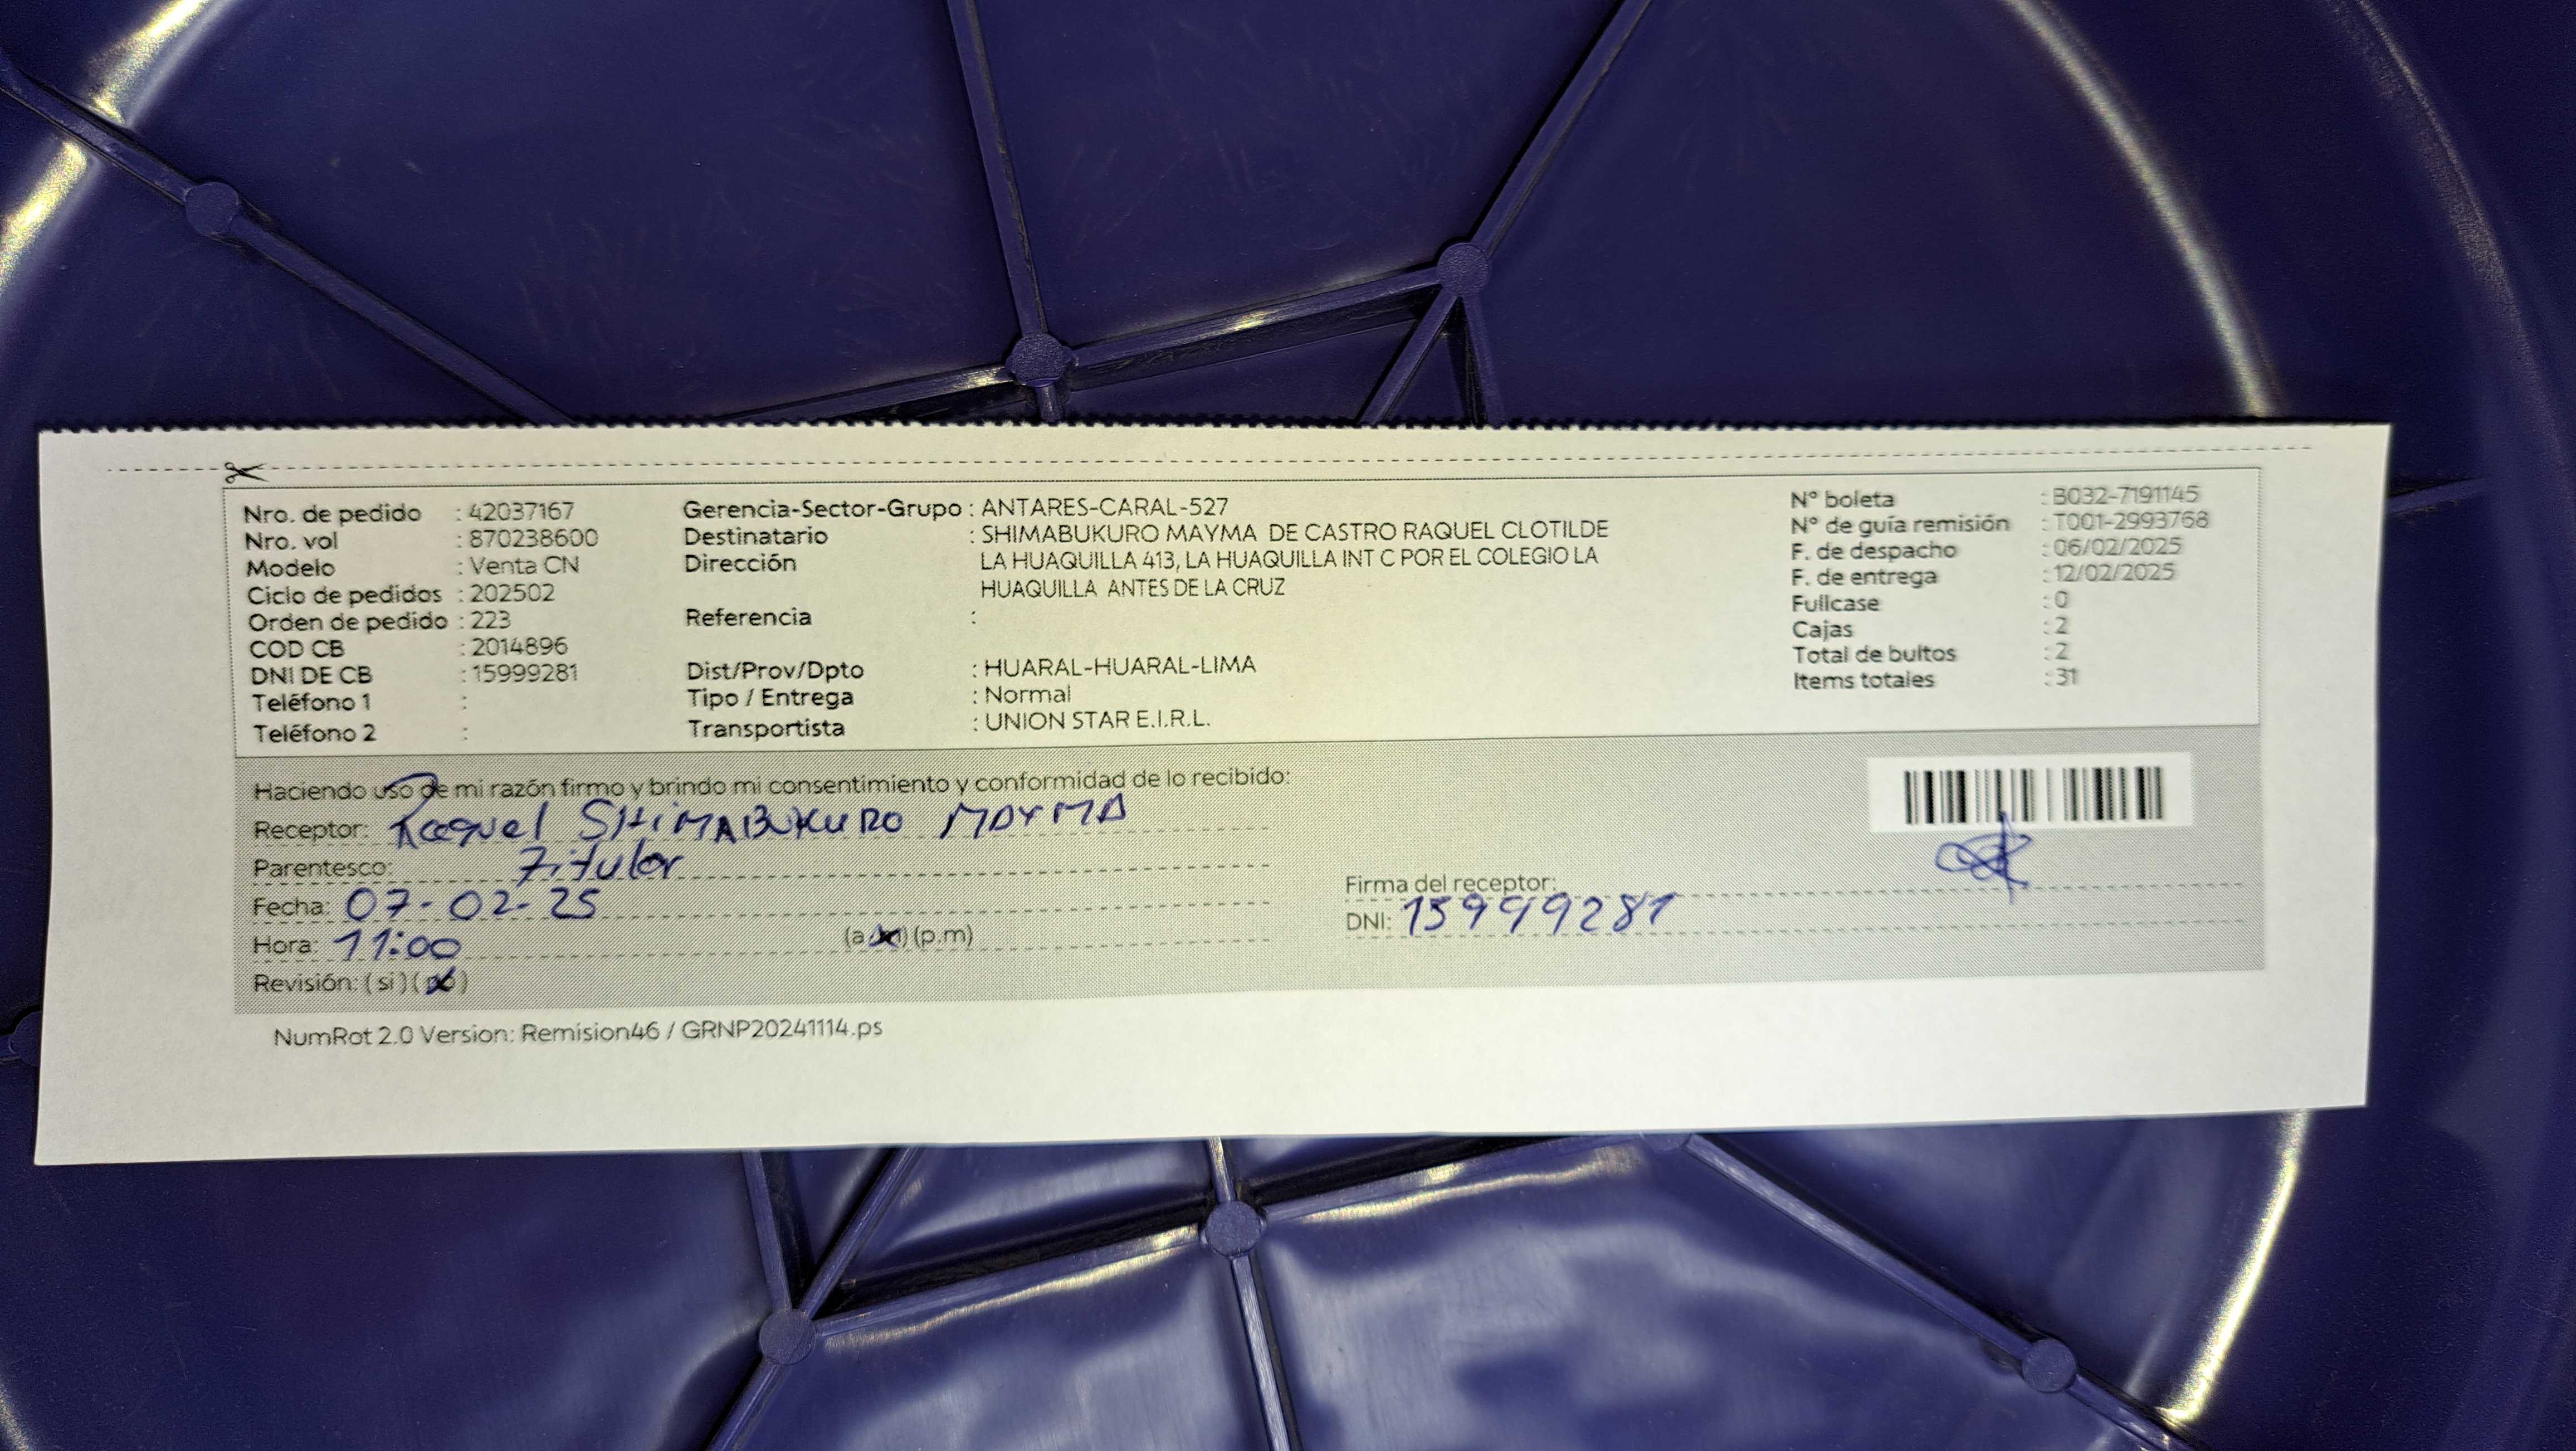 Nro. de pedido : 42037167
Nro. vol : 870238600
Modelo : Venta CN
Ciclo de pedidos : 202502
Orden de pedido : 223
COD CB : 2014896
DNI DE CB : 15999281
Teléfono 1 :
Teléfono 2 :
Gerencia-Sector-Grupo : ANTARES-CARAL-527
Destinatario : SHIMABUKURO MAYMA DE CASTRO RAQUEL CLOTILDE
Dirección LA HUAQUILLA 413, LA HUAQUILLA INT C POR EL COLEGIO LA
HUAQUILLA ANTES DE LA CRUZ
Referencia :
Dist/Prov/Dpto : HUARAL-HUARAL-LIMA
Tipo / Entrega : Normal
Transportista : UNION STAR E.I.R.L.
N° boleta : B032-7191145
N° de guía remisión : T001-2993768
F. de despacho : 06/02/2025
F. de entrega : 12/02/2025
Fullcase : 0
Cajas : 2
Total de bultos : 2
Items totales : 31
Haciendo uso de mi razón firmo y brindo mi consentimiento y conformidad de lo recibido:
Receptor: Raquel SHiMABUKURO MAYMA
Parentesco: Titular
Fecha: 07-02-25
Hora: 11:00 (a.m) (p.m)
Revisión: ( si ) ( no )
Firma del receptor:
DNI: 15999281
NumRot 2.0 Version: Remision46 / GRNP20241114.ps